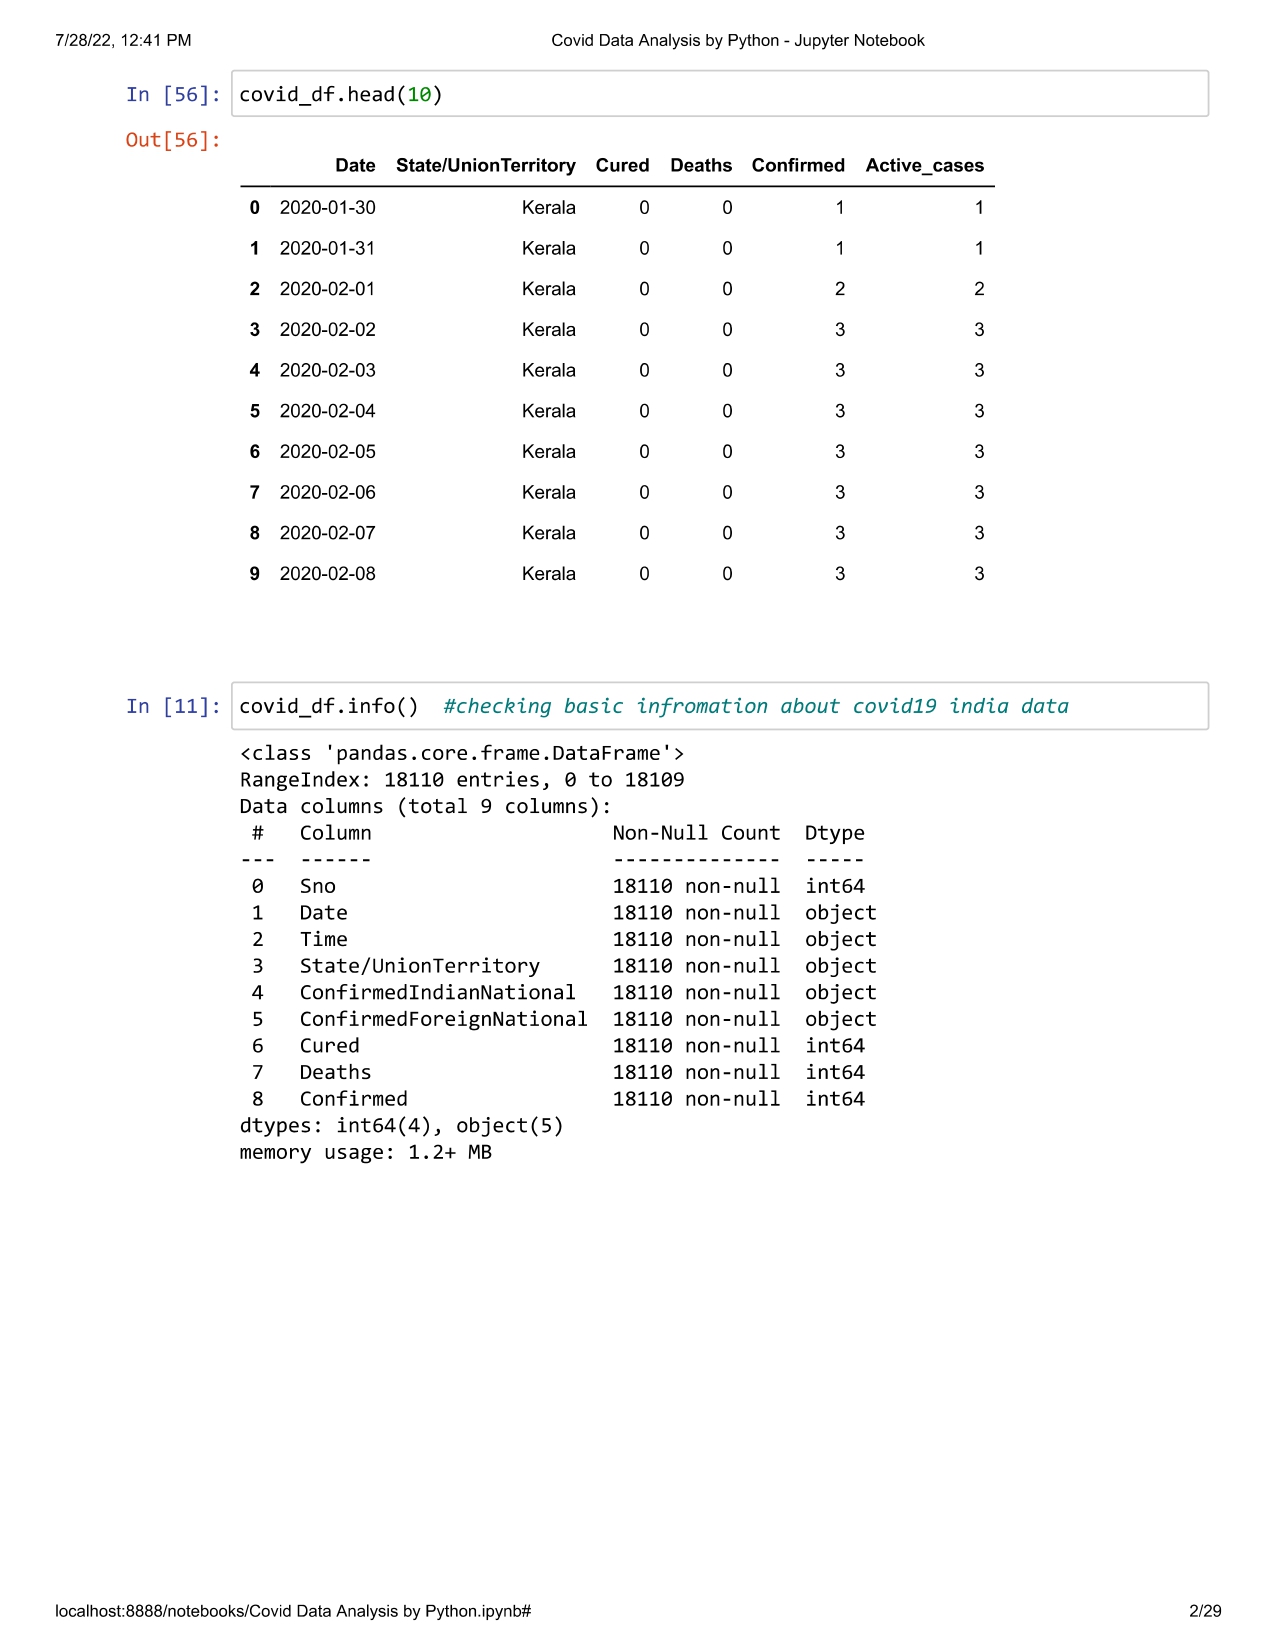 7/28/22, 12:41 PM Covid Data Analysis by Python - Jupyter Notebook
In [56]: covid_df.head(10)
Out[56]:
Date State/UnionTerritory Cured Deaths Confirmed Active_cases
0 2020-01-30 Kerala 0 0 1 1
1 2020-01-31 Kerala 0 0 1 1
2 2020-02-01 Kerala 0 0 2 2
3 2020-02-02 Kerala 0 0 3 3
4 2020-02-03 Kerala 0 0 3 3
5 2020-02-04 Kerala 0 0 3 3
6 2020-02-05 Kerala 0 0 3 3
7 2020-02-06 Kerala 0 0 3 3
8 2020-02-07 Kerala 0 0 3 3
9 2020-02-08 Kerala 0 0 3 3
In [11]: covid_df.info()  #checking basic infromation about covid19 india data
<class 'pandas.core.frame.DataFrame'>
RangeIndex: 18110 entries, 0 to 18109
Data columns (total 9 columns):
 #   Column                    Non-Null Count  Dtype
---  ------                    --------------  -----
 0   Sno                       18110 non-null  int64
 1   Date                      18110 non-null  object
 2   Time                      18110 non-null  object
 3   State/UnionTerritory      18110 non-null  object
 4   ConfirmedIndianNational   18110 non-null  object
 5   ConfirmedForeignNational  18110 non-null  object
 6   Cured                     18110 non-null  int64
 7   Deaths                    18110 non-null  int64
 8   Confirmed                 18110 non-null  int64
dtypes: int64(4), object(5)
memory usage: 1.2+ MB
localhost:8888/notebooks/Covid Data Analysis by Python.ipynb# 2/29